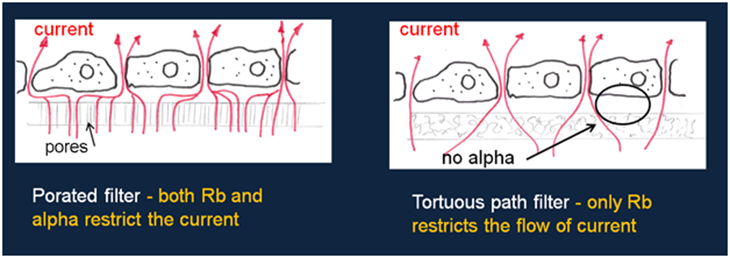 current
pores
Porated filter - both Rb and
alpha restrict the current
current
no alpha
Tortuous path filter - only Rb
restricts the flow of current